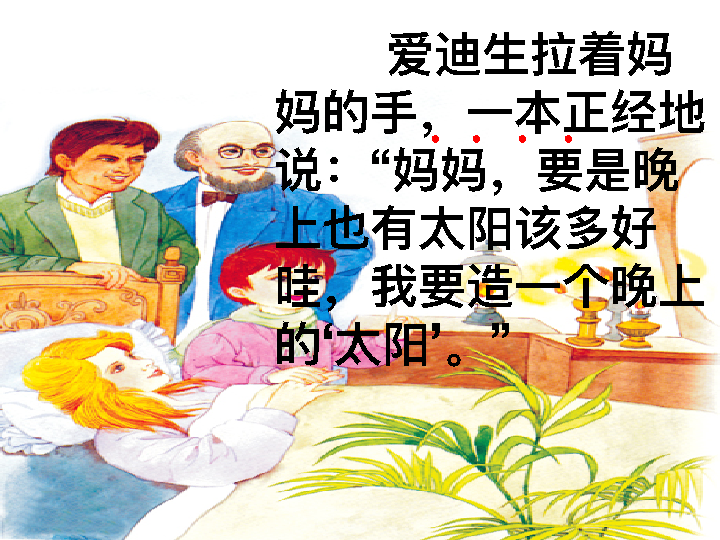 爱迪生拉着妈
妈的手，一本正经地
说：“妈妈，要是晚
上也有太阳该多好
哇，我要造一个晚上
的‘太阳’。”